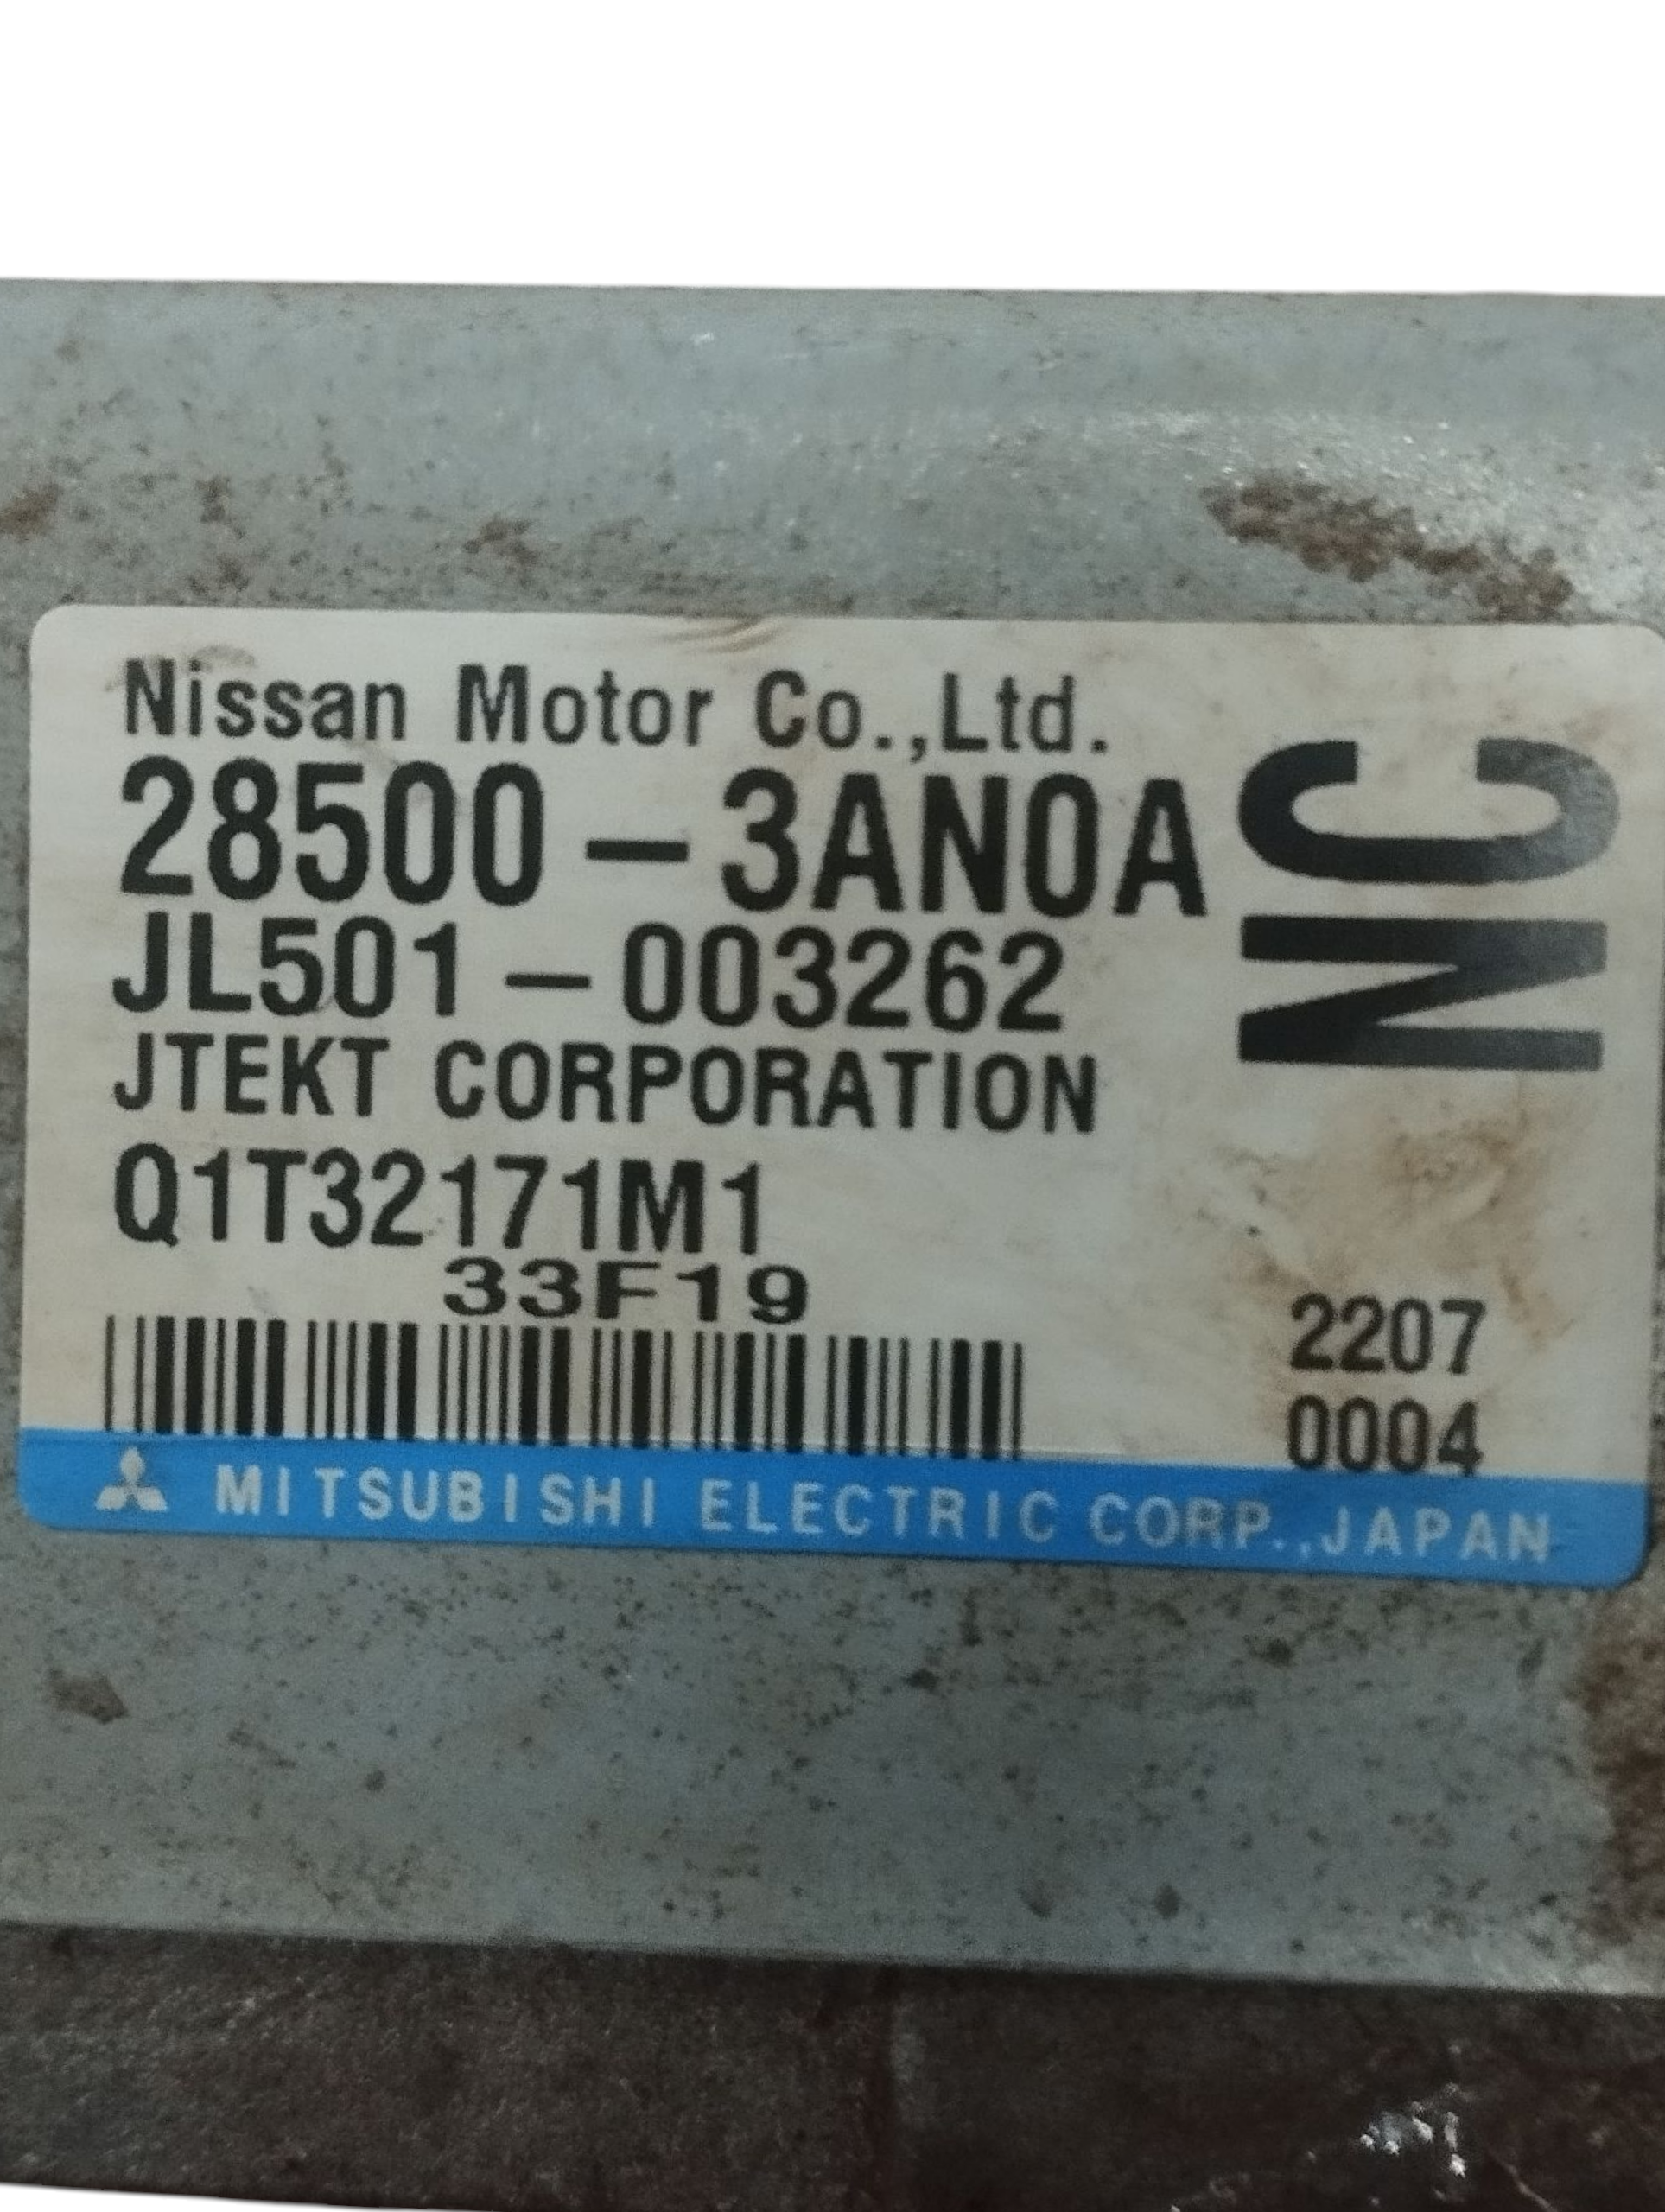 Nissan Motor Co.,Ltd.
28500-3AN0A
JL501-003262
JTEKT CORPORATION
NC
Q1T32171M1
33F19
2207
0004
MITSUBISHI ELECTRIC CORP.,JAPAN